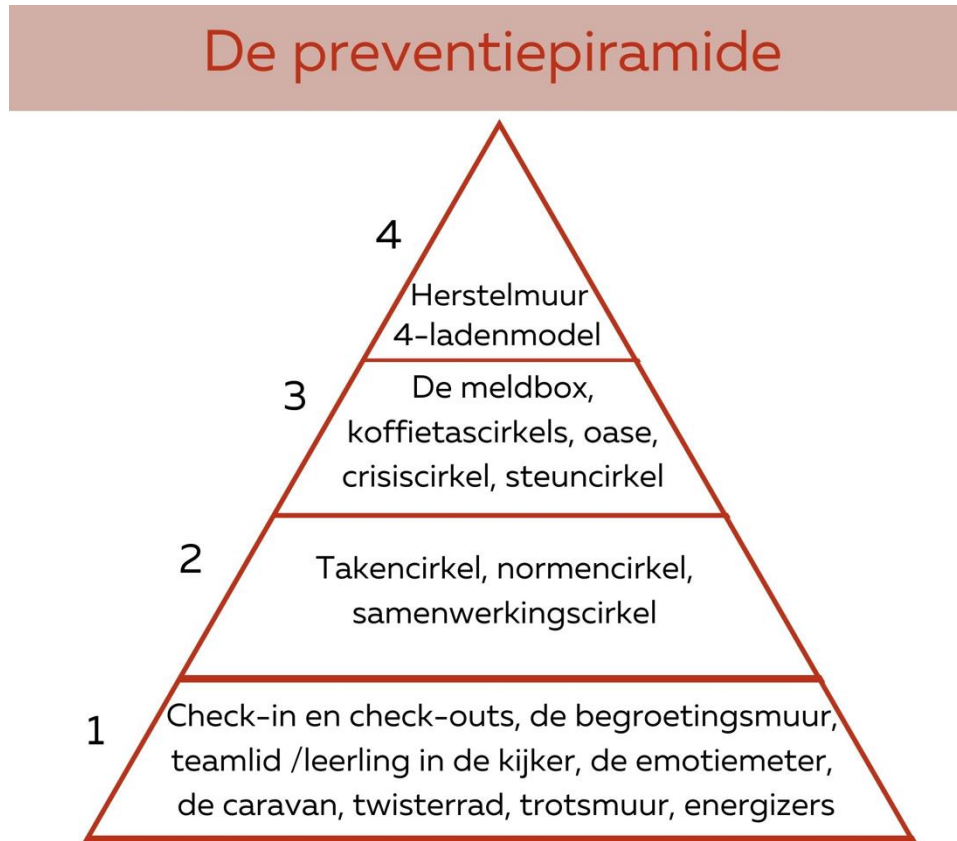 De preventiepiramide
4
Herstelmuur
4-ladenmodel
3
De meldbox,
koffietascirkels, oase,
crisiscirkel, steuncirkel
2
Takencirkel, normencirkel,
samenwerkingscirkel
1
Check-in en check-outs, de begroetingsmuur,
teamlid /leerling in de kijker, de emotiemeter,
de caravan, twisterrad, trotsmuur, energizers